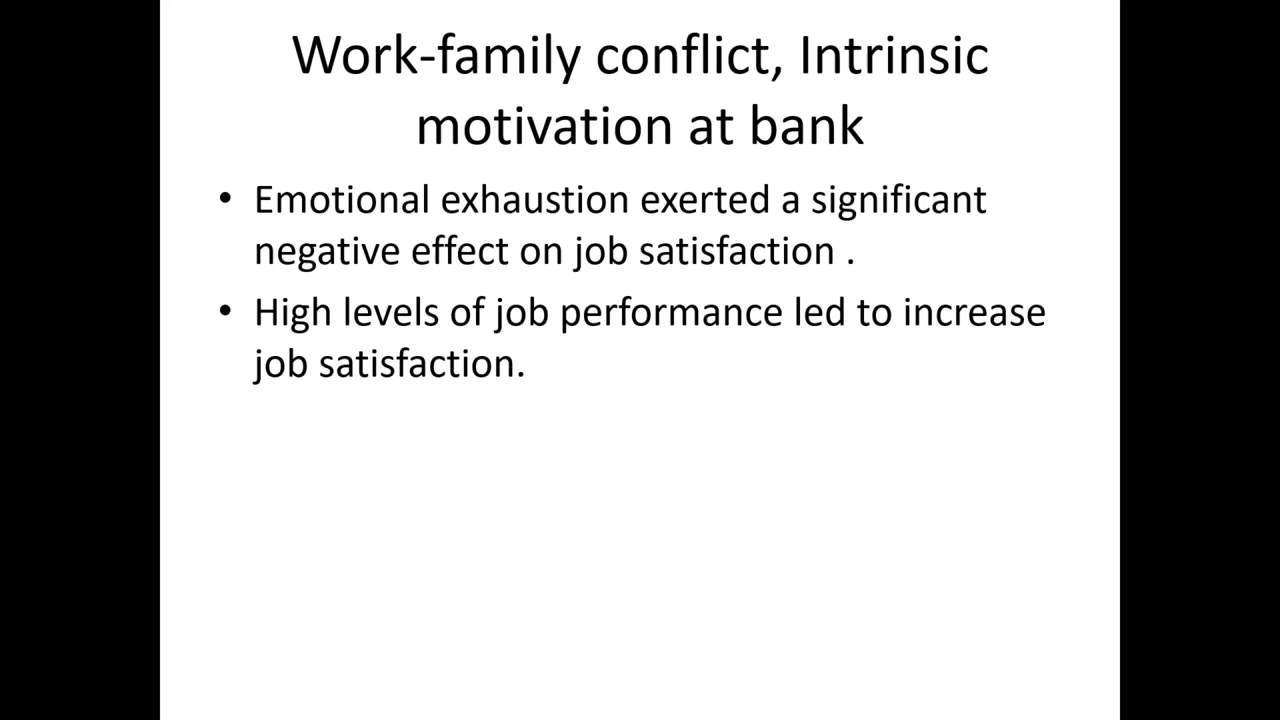 Work-family conflict, Intrinsic
motivation at bank
• Emotional exhaustion exerted a significant
negative effect on job satisfaction .
• High levels of job performance led to increase
job satisfaction.